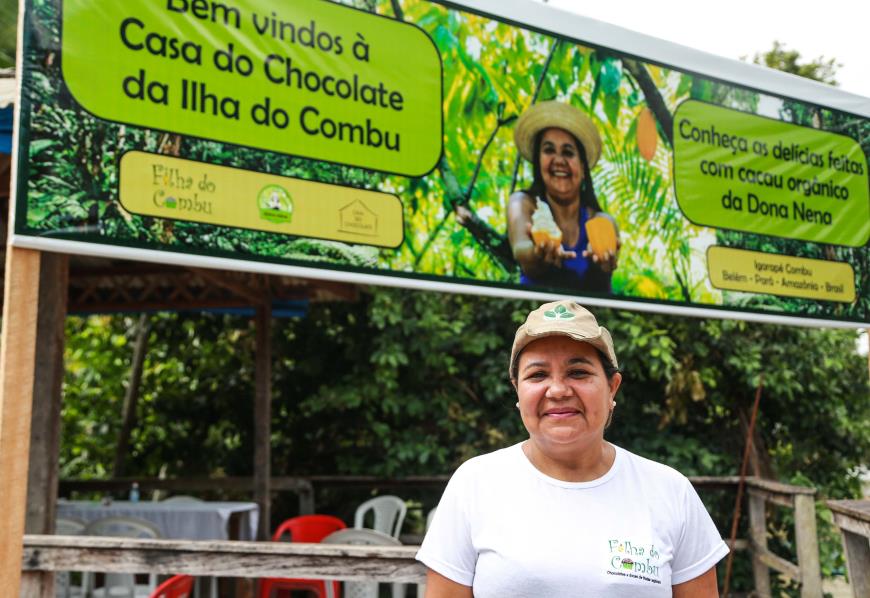 Bem vindos à
Casa do Chocolate
da Ilha do Combu
Filha do
Combu
Conheça as delícias feitas
com cacau orgânico
da Dona Nena
Igarapé Combu
Belém - Pará - Amazônia - Brasil
Filha do
Combu